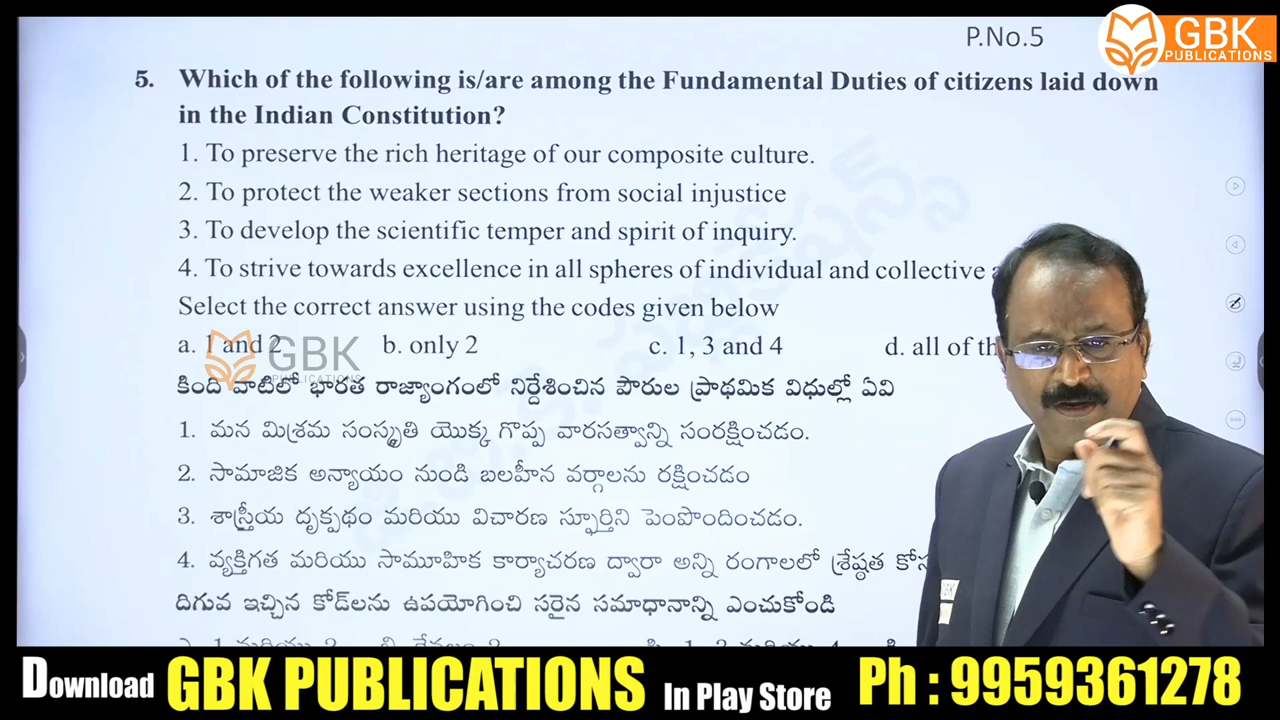 P.No.5
GBK
PUBLICATIONS
5. Which of the following is/are among the Fundamental Duties of citizens laid down
in the Indian Constitution?
1. To preserve the rich heritage of our composite culture.
2. To protect the weaker sections from social injustice
3. To develop the scientific temper and spirit of inquiry.
4. To strive towards excellence in all spheres of individual and collective
Select the correct answer using the codes given below
a. 1 and 2 b. only 2 c. 1, 3 and 4 d. all of
GBK
PUBLICATIONS
కింది వాటిలో భారత రాజ్యాంగంలో నిర్దేశించిన పౌరుల ప్రాథమిక విధుల్లో ఏవి
1. మన మిశ్రమ సంస్కృతి యొక్క గొప్ప వారసత్వాన్ని సంరక్షించడం.
2. సామాజిక అన్యాయం నుండి బలహీన వర్గాలను రక్షించడం
3. శాస్త్రీయ దృక్పథం మరియు విచారణ స్ఫూర్తిని పెంపొందించడం.
4. వ్యక్తిగత మరియు సామూహిక కార్యాచరణ ద్వారా అన్ని రంగాలలో శ్రేష్ఠత
దిగువ ఇచ్చిన కోడ్‌లను ఉపయోగించి సరైన సమాధానాన్ని ఎంచుకోండి
Download GBK PUBLICATIONS In Play Store Ph : 9959361278